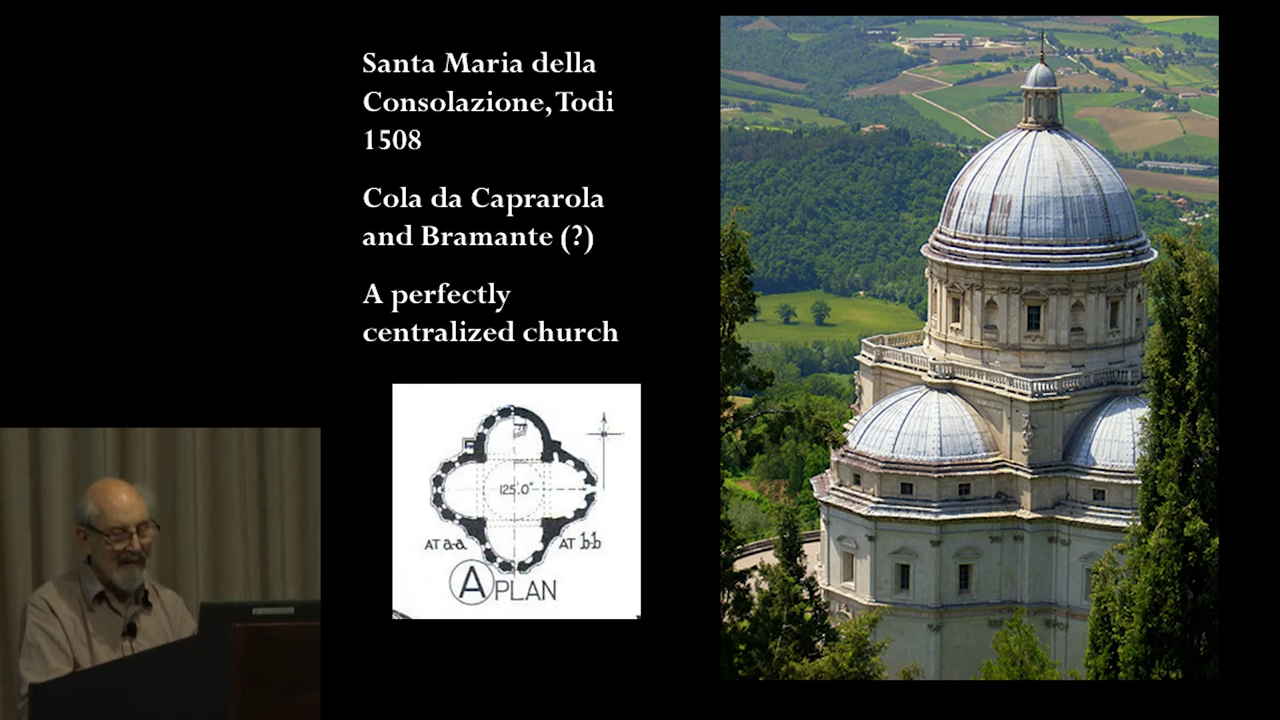 Santa Maria della
Consolazione, Todi
1508
Cola da Caprarola
and Bramante (?)
A perfectly
centralized church
125'.0"
AT a-a
AT b-b
A PLAN